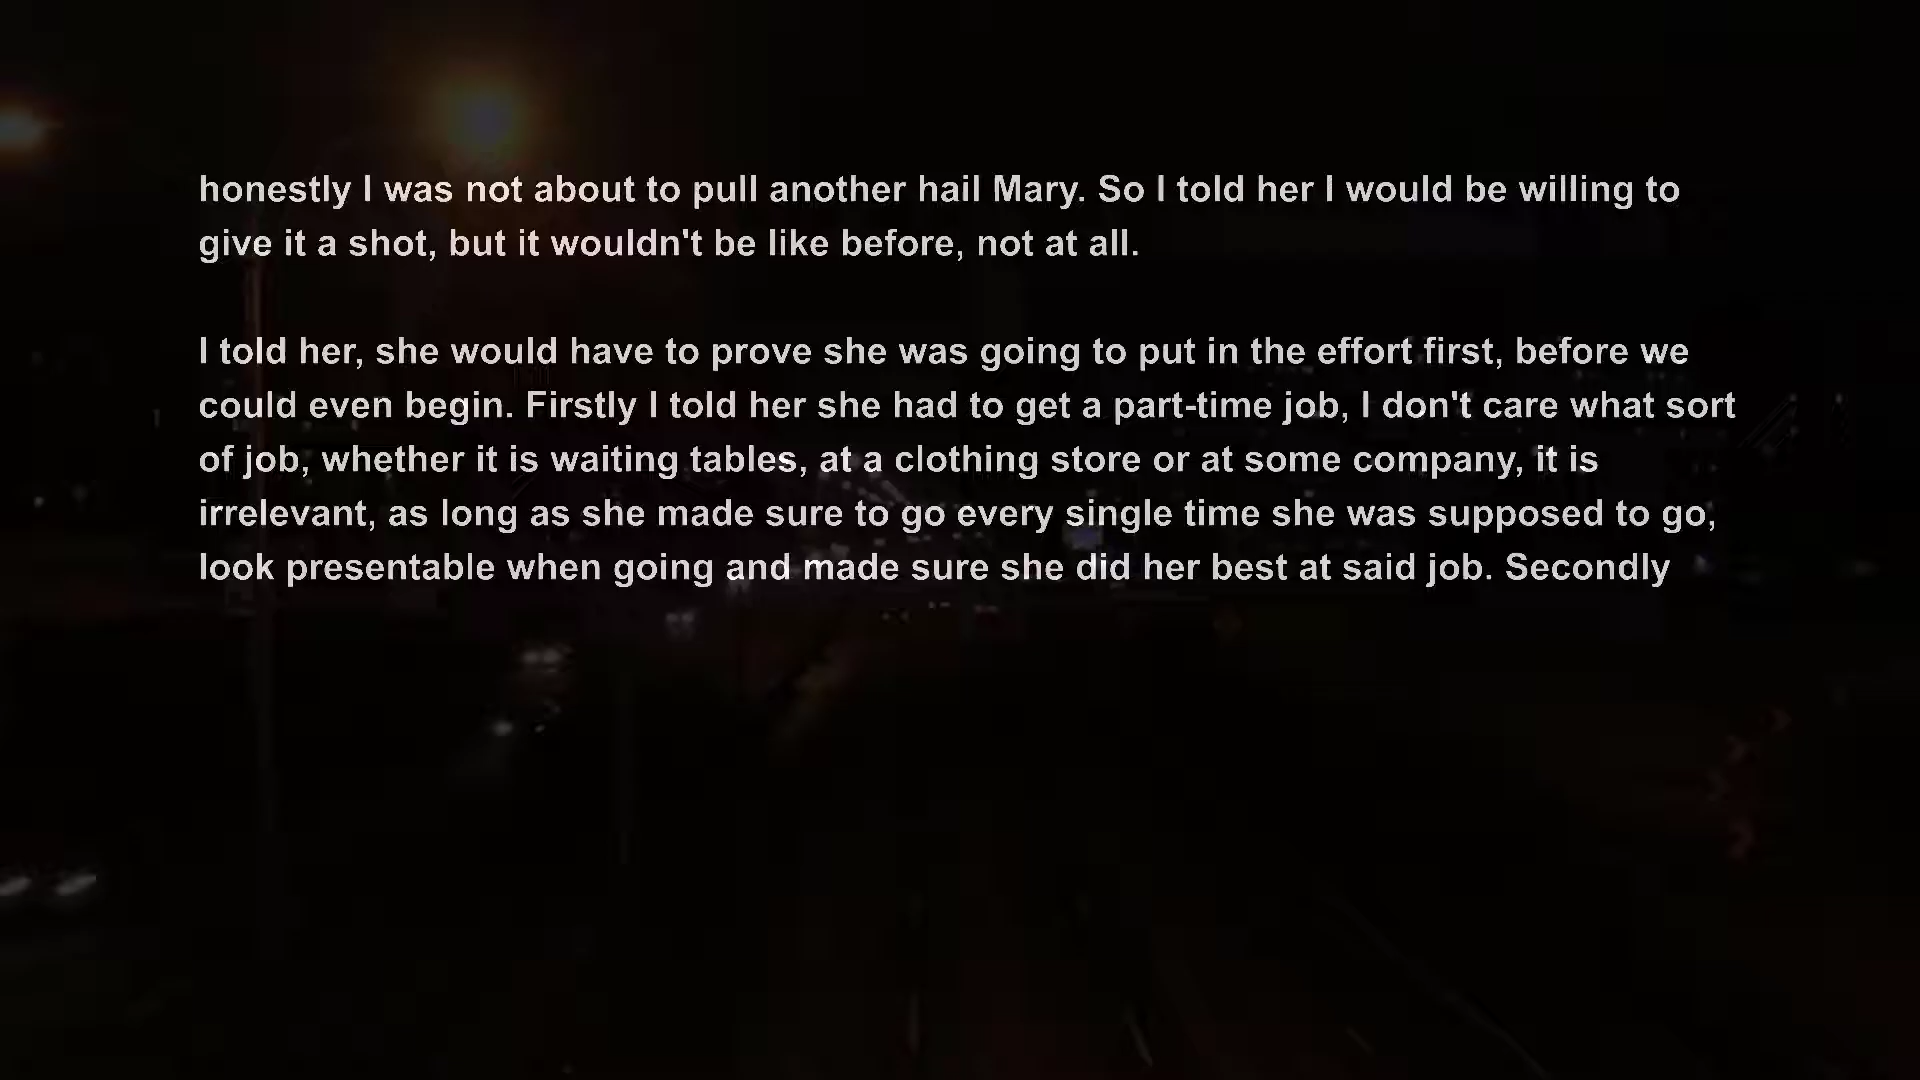 honestly I was not about to pull another hail Mary. So I told her I would be willing to
give it a shot, but it wouldn't be like before, not at all.
I told her, she would have to prove she was going to put in the effort first, before we
could even begin. Firstly I told her she had to get a part-time job, I don't care what sort
of job, whether it is waiting tables, at a clothing store or at some company, it is
irrelevant, as long as she made sure to go every single time she was supposed to go,
look presentable when going and made sure she did her best at said job. Secondly